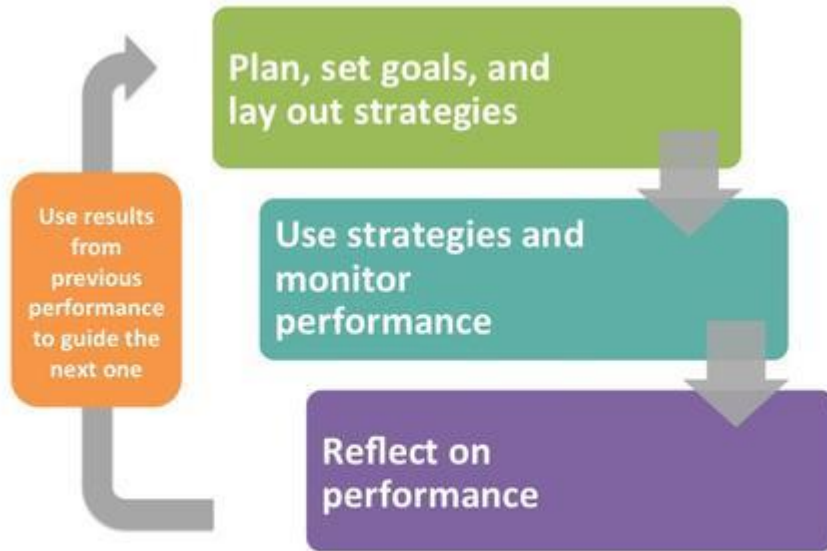 Plan, set goals, and
lay out strategies
Use results
from
previous
performance
to guide the
next one
Use strategies and
monitor
performance
Reflect on
performance